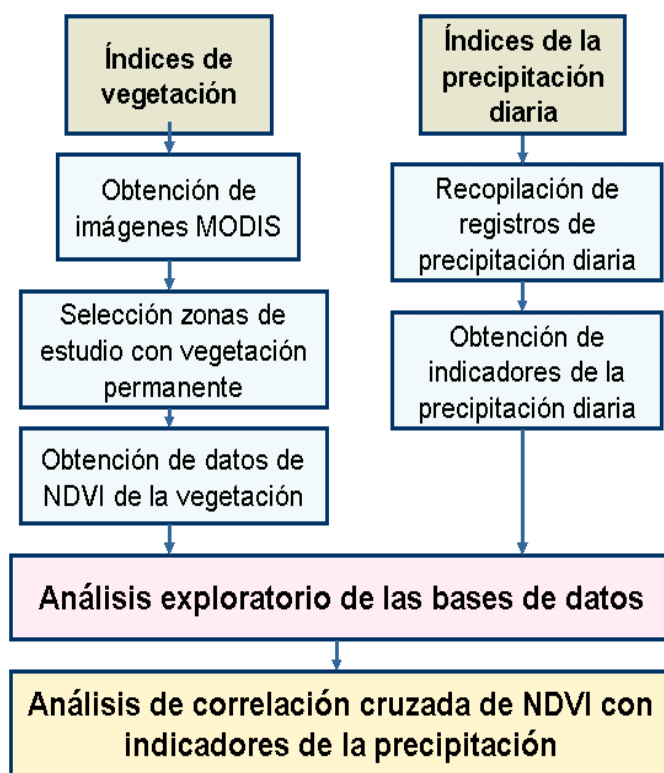 Índices de
vegetación
Obtención de
imágenes MODIS
Selección zonas de
estudio con vegetación
permanente
Obtención de datos de
NDVI de la vegetación
Índices de la
precipitación
diaria
Recopilación de
registros de
precipitación diaria
Obtención de
indicadores de la
precipitación diaria
Análisis exploratorio de las bases de datos
Análisis de correlación cruzada de NDVI con
indicadores de la precipitación